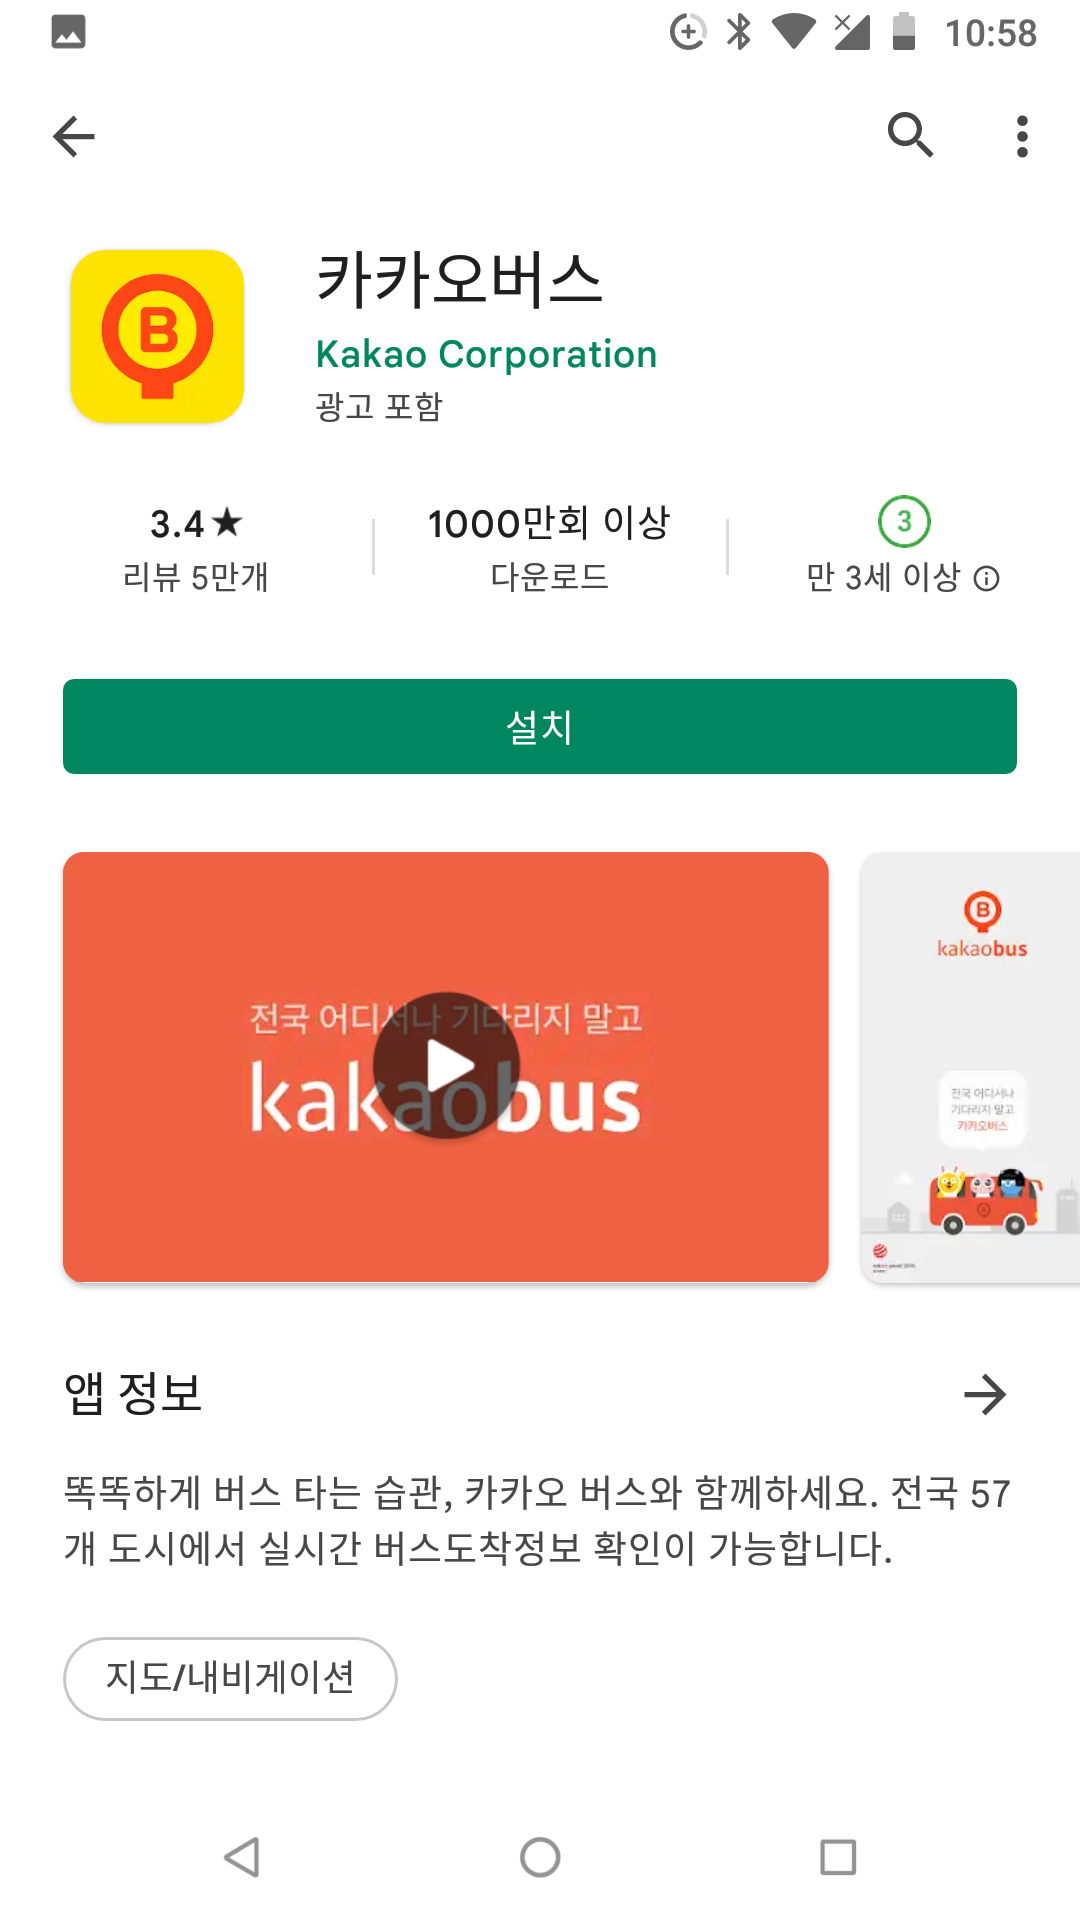 10:58
카카오버스
Kakao Corporation
광고 포함
3.4★
리뷰 5만개
1000만회 이상
다운로드
3
만 3세 이상
설치
전국 어디서나 기다리지 말고
kakaobus
B
kakaobus
전국 어디서나
기다리지 말고
카카오버스
앱 정보
똑똑하게 버스 타는 습관, 카카오 버스와 함께하세요. 전국 57
개 도시에서 실시간 버스도착정보 확인이 가능합니다.
지도/내비게이션